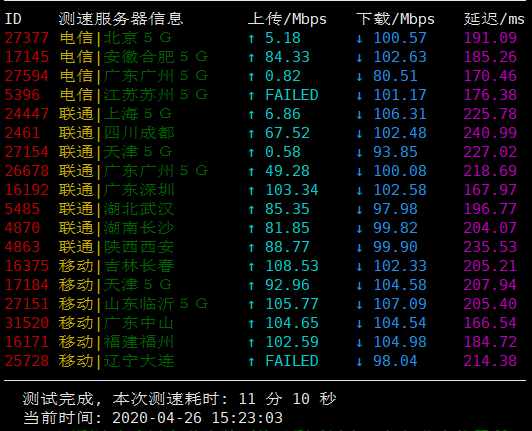 ID 测速服务器信息 上传/Mbps 下载/Mbps 延迟/ms
27377 电信|北京５Ｇ ↑ 5.18 ↓ 100.57 191.09
17145 电信|安徽合肥５Ｇ ↑ 84.33 ↓ 102.63 185.26
27594 电信|广东广州５Ｇ ↑ 0.82 ↓ 80.51 170.46
5396 电信|江苏苏州５Ｇ ↑ FAILED ↓ 101.17 176.38
24447 联通|上海５Ｇ ↑ 6.86 ↓ 106.31 225.78
2461 联通|四川成都 ↑ 67.52 ↓ 102.48 240.99
27154 联通|天津５Ｇ ↑ 0.58 ↓ 93.85 227.02
26678 联通|广东广州５Ｇ ↑ 49.28 ↓ 100.08 218.69
16192 联通|广东深圳 ↑ 103.34 ↓ 102.58 167.97
5485 联通|湖北武汉 ↑ 85.35 ↓ 97.98 196.77
4870 联通|湖南长沙 ↑ 81.85 ↓ 99.82 204.07
4863 联通|陕西西安 ↑ 88.77 ↓ 99.90 235.53
16375 移动|吉林长春 ↑ 108.53 ↓ 102.33 205.21
17184 移动|天津５Ｇ ↑ 92.96 ↓ 104.58 207.94
27151 移动|山东临沂５Ｇ ↑ 105.77 ↓ 107.09 205.40
31520 移动|广东中山 ↑ 104.65 ↓ 104.54 166.54
16171 移动|福建福州 ↑ 102.59 ↓ 104.98 184.72
25728 移动|辽宁大连 ↑ FAILED ↓ 98.04 214.38
测试完成, 本次测速耗时: 11 分 10 秒
当前时间: 2020-04-26 15:23:03